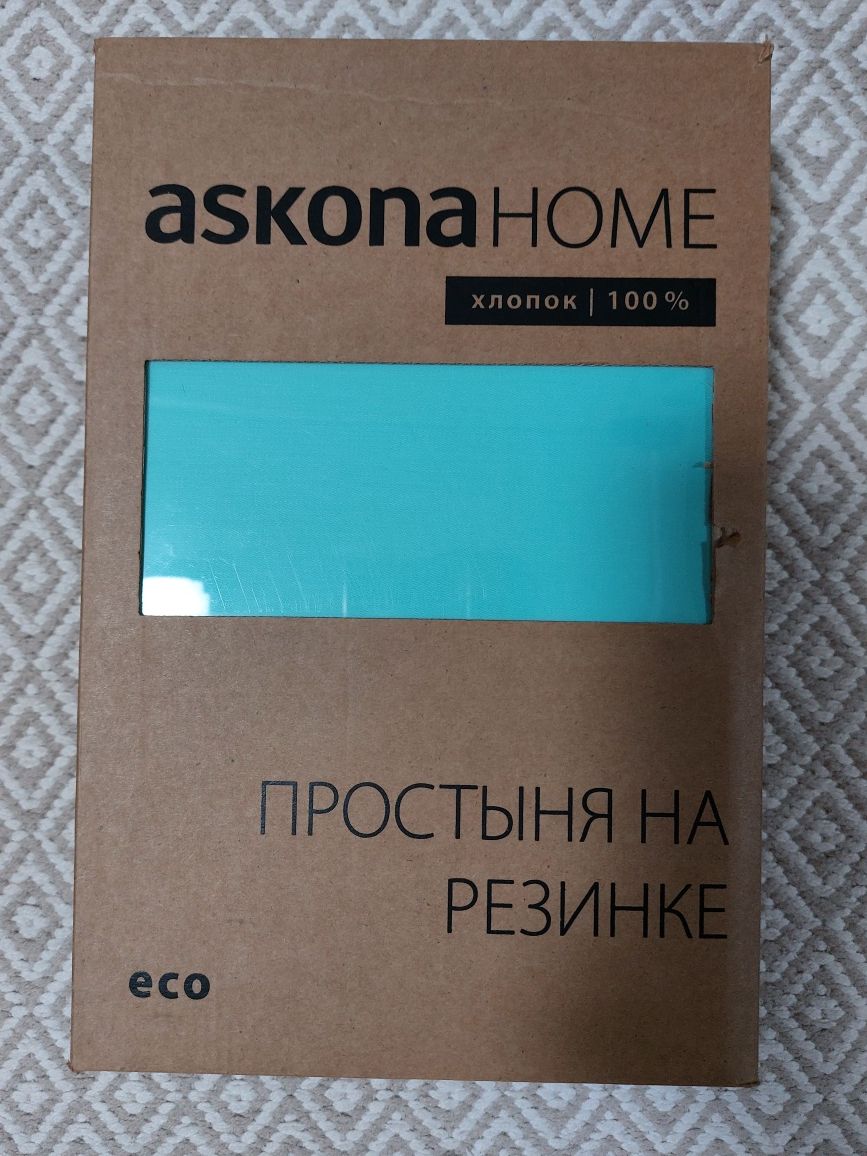 askonaHOME
хлопок | 100%
ПРОСТЫНЯ НА
РЕЗИНКЕ
eco